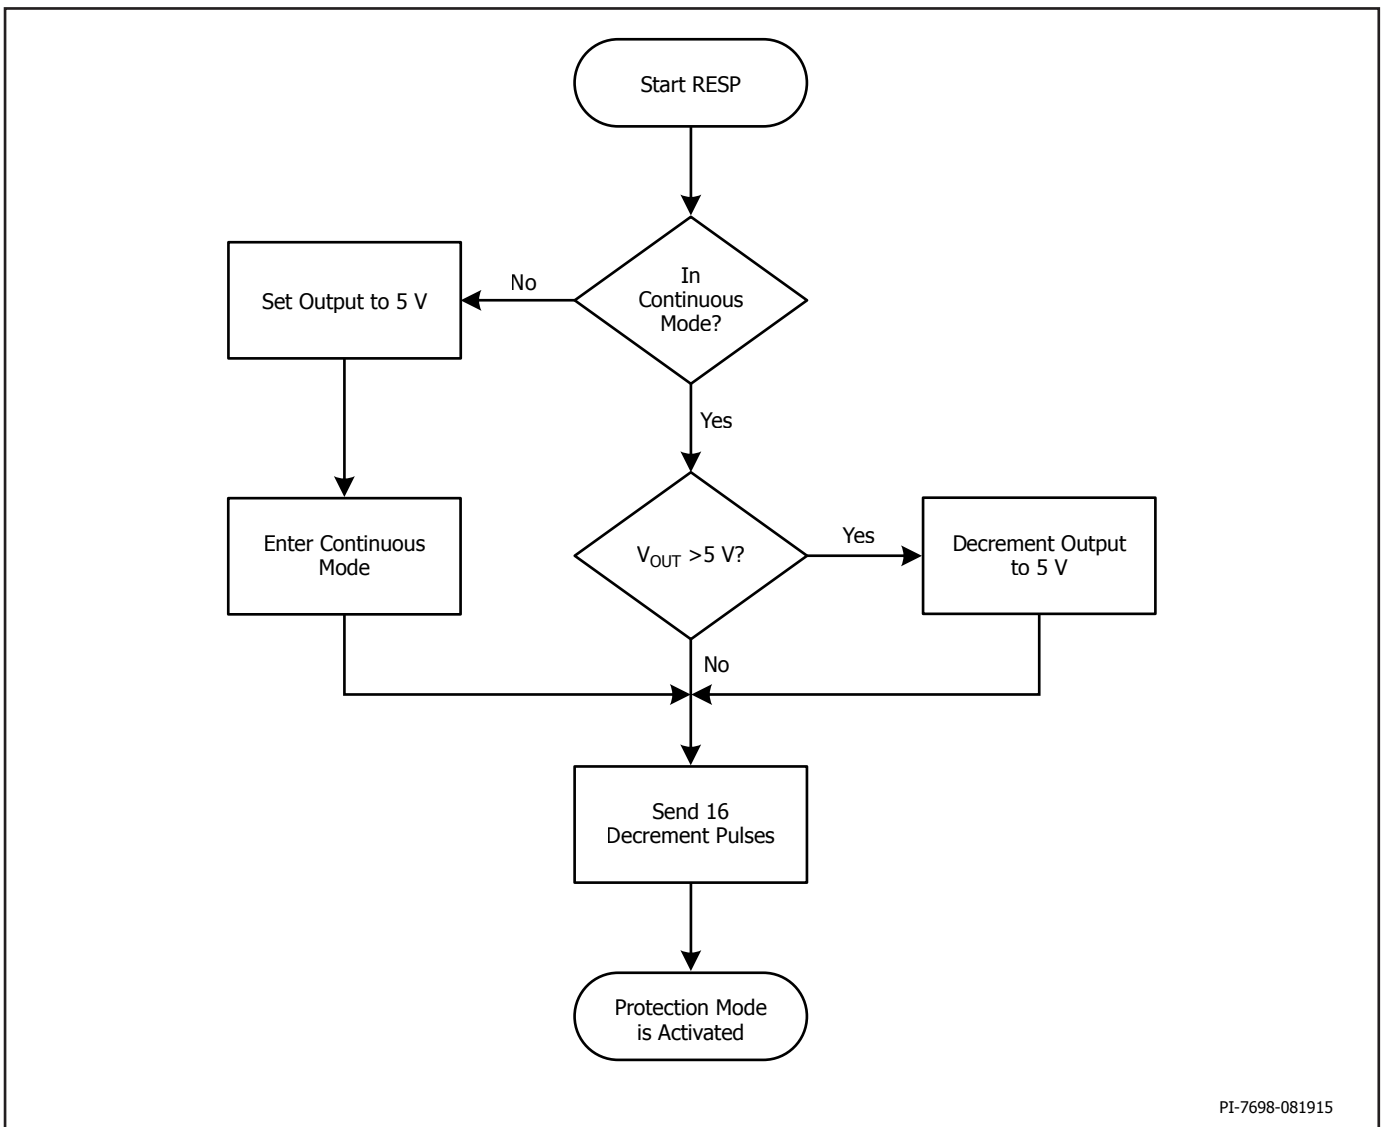 Start RESP
In
Continuous
Mode?
No
Set Output to 5 V
Yes
Enter Continuous
Mode
V_OUT >5 V?
Yes
Decrement Output
to 5 V
No
Send 16
Decrement Pulses
Protection Mode
is Activated
PI-7698-081915